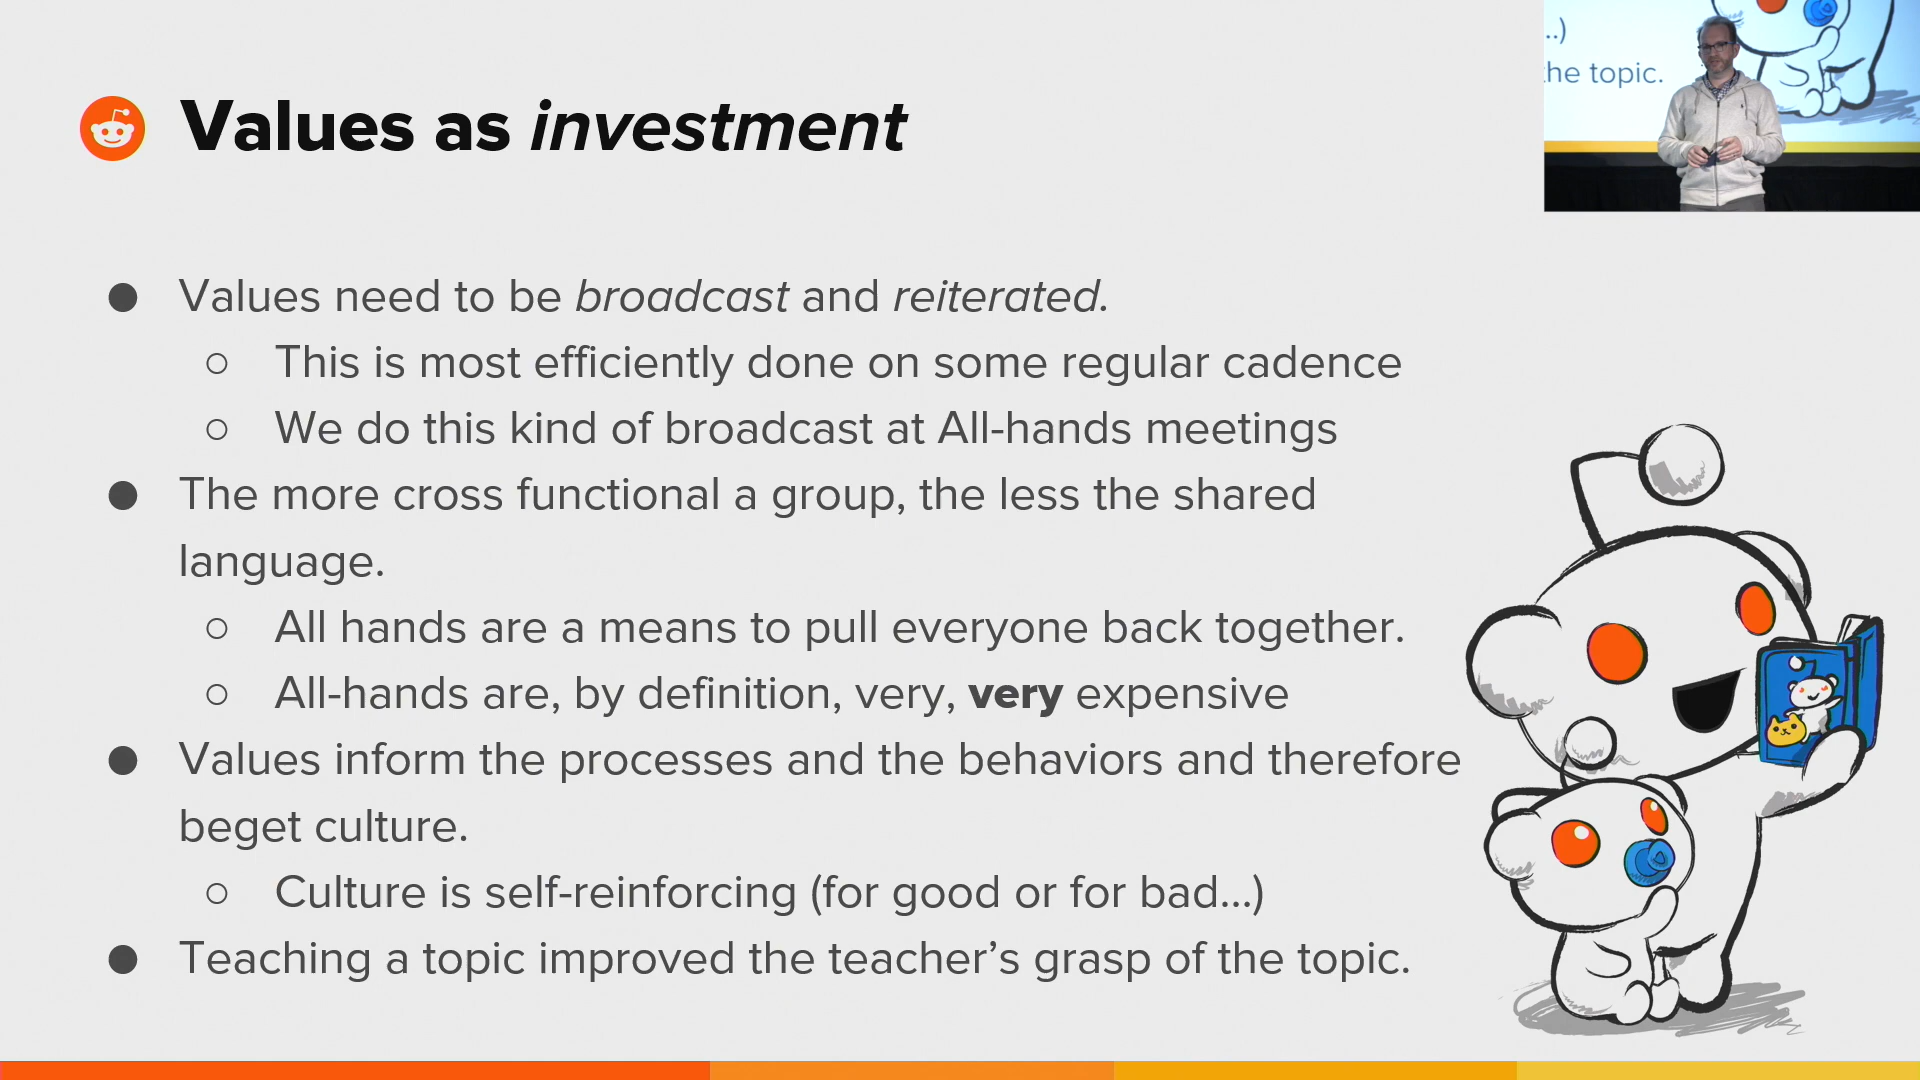 Values as investment
● Values need to be broadcast and reiterated.
○ This is most efficiently done on some regular cadence
○ We do this kind of broadcast at All-hands meetings
● The more cross functional a group, the less the shared
language.
○ All hands are a means to pull everyone back together.
○ All-hands are, by definition, very, very expensive
● Values inform the processes and the behaviors and therefore
beget culture.
○ Culture is self-reinforcing (for good or for bad...)
● Teaching a topic improved the teacher’s grasp of the topic.
..)
the topic.